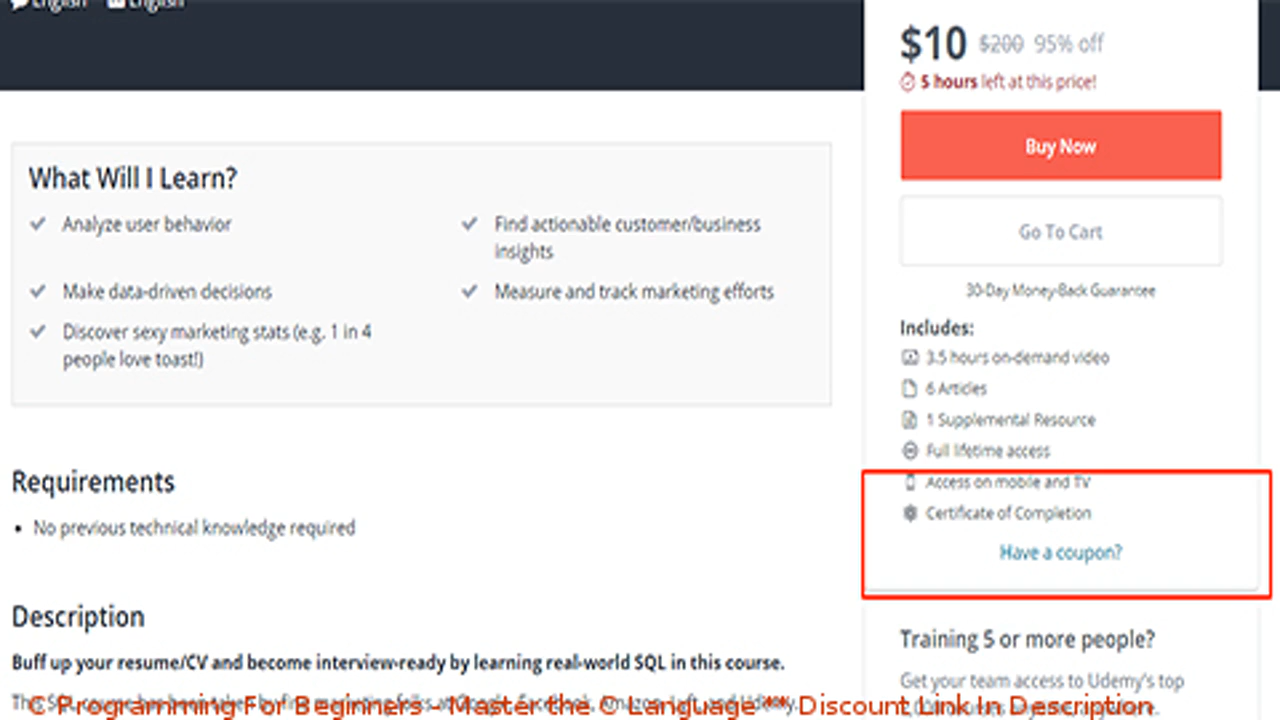 English English
$10 $200 95% off
5 hours left at this price!
Buy Now
Go To Cart
30-Day Money-Back Guarantee
Includes:
3.5 hours on-demand video
6 Articles
1 Supplemental Resource
Full lifetime access
Access on mobile and TV
Certificate of Completion
Have a coupon?
Training 5 or more people?
Get your team access to Udemy's top
What Will I Learn?
Analyze user behavior
Find actionable customer/business
insights
Make data-driven decisions
Measure and track marketing efforts
Discover sexy marketing stats (e.g. 1 in 4
people love toast!)
Requirements
No previous technical knowledge required
Description
Buff up your resume/CV and become interview-ready by learning real-world SQL in this course.
C Programming For Beginners - Master the C Language *** Discount Link In Description